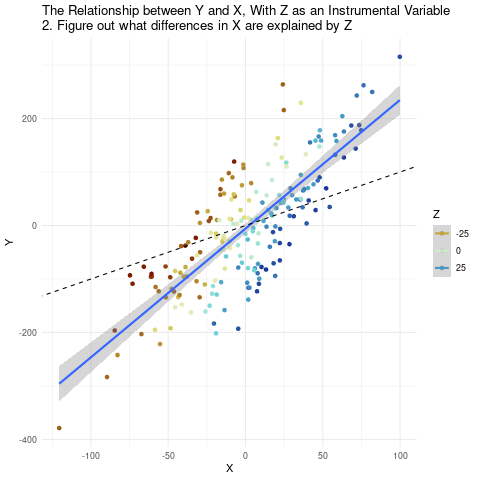 The Relationship between Y and X, With Z as an Instrumental Variable
2. Figure out what differences in X are explained by Z
200
0
-200
-400
Y
-100
-50
0
50
100
X
Z
-25
0
25